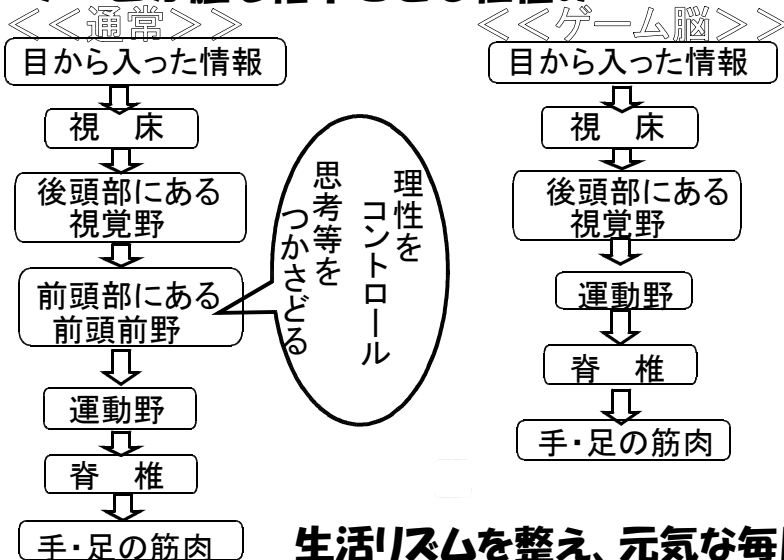 <<通常>>
目から入った情報
視 床
後頭部にある
視覚野
前頭部にある
前頭前野
運動野
脊 椎
手・足の筋肉
理性を
コントロール
思考等を
つかさどる
<<ゲーム脳>>
目から入った情報
視 床
後頭部にある
視覚野
運動野
脊 椎
手・足の筋肉
生活リズムを整え、元気な毎